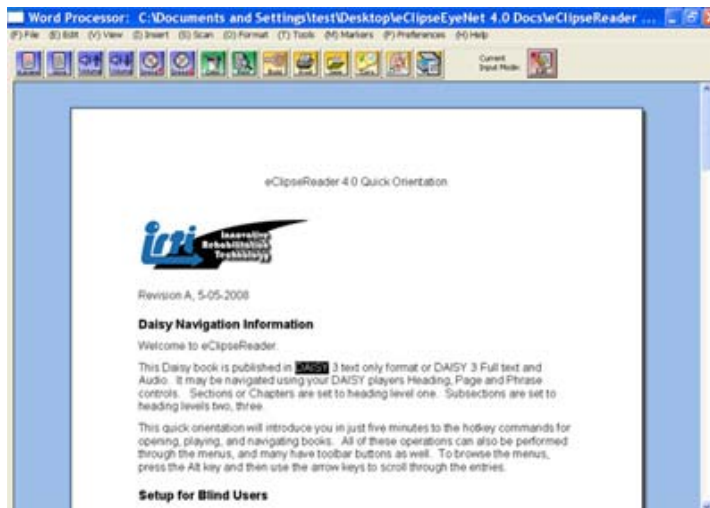 Word Processor: C:\Documents and Settings\test\Desktop\eClipseEyeNet 4.0 Docs\eClipseReader ...
(F) File (E) Edit (V) View (I) Insert (S) Scan (O) Format (T) Tools (M) Markers (P) Preferences (H) Help
Current
Input Mode:
eClipseReader 4.0 Quick Orientation
irti Innovative
Rehabilitation
Technology
Revision A, 5-05-2008
Daisy Navigation Information
Welcome to eClipseReader.
This Daisy book is published in DAISY 3 text only format or DAISY 3 Full text and
Audio. It may be navigated using your DAISY players Heading, Page and Phrase
controls. Sections or Chapters are set to heading level one. Subsections are set to
heading levels two, three.
This quick orientation will introduce you in just five minutes to the hotkey commands for
opening, playing, and navigating books. All of these operations can also be performed
through the menus, and many have toolbar buttons as well. To browse the menus,
press the Alt key and then use the arrow keys to scroll through the entries.
Setup for Blind Users